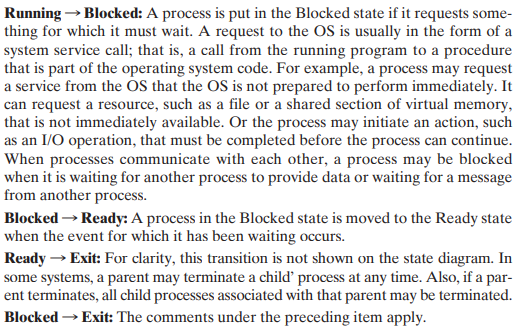 Running → Blocked: A process is put in the Blocked state if it requests some-
thing for which it must wait. A request to the OS is usually in the form of a
system service call; that is, a call from the running program to a procedure
that is part of the operating system code. For example, a process may request
a service from the OS that the OS is not prepared to perform immediately. It
can request a resource, such as a file or a shared section of virtual memory,
that is not immediately available. Or the process may initiate an action, such
as an I/O operation, that must be completed before the process can continue.
When processes communicate with each other, a process may be blocked
when it is waiting for another process to provide data or waiting for a message
from another process.
Blocked → Ready: A process in the Blocked state is moved to the Ready state
when the event for which it has been waiting occurs.
Ready → Exit: For clarity, this transition is not shown on the state diagram. In
some systems, a parent may terminate a child’ process at any time. Also, if a par-
ent terminates, all child processes associated with that parent may be terminated.
Blocked → Exit: The comments under the preceding item apply.